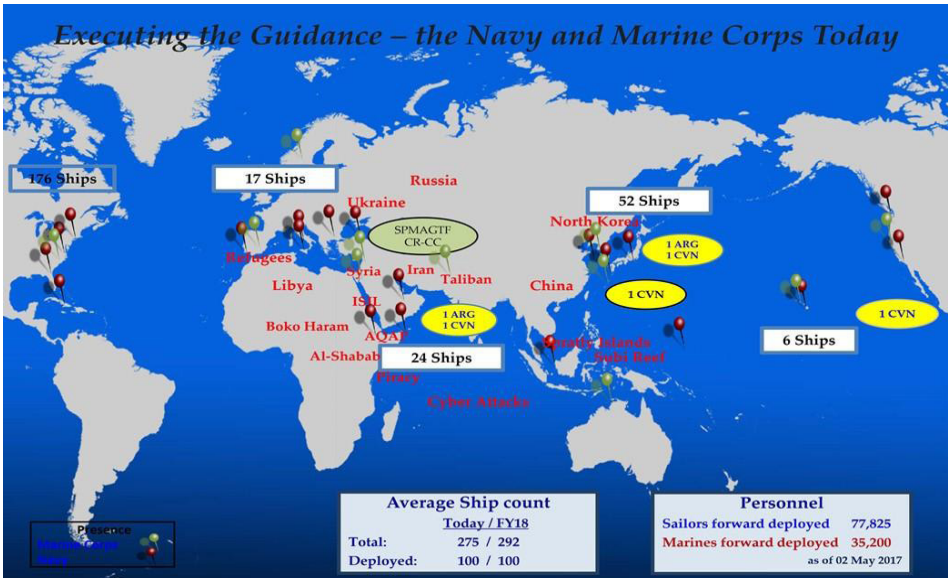 Executing the Guidance – the Navy and Marine Corps Today
176 Ships
17 Ships
Russia
Ukraine
52 Ships
North Korea
SPMAGTF
CR-CC
1 ARG
1 CVN
Refugees
Syria
Iran
Taliban
Libya
China
1 CVN
ISIL
1 ARG
1 CVN
1 CVN
Boko Haram
AQAP
Al-Shabab
24 Ships
Spratly Islands
Subi Reef
6 Ships
Piracy
Cyber Attacks
Average Ship count
Today / FY18
Total: 275 / 292
Deployed: 100 / 100
Personnel
Sailors forward deployed 77,825
Marines forward deployed 35,200
as of 02 May 2017
Presence
Marine Corps
Navy